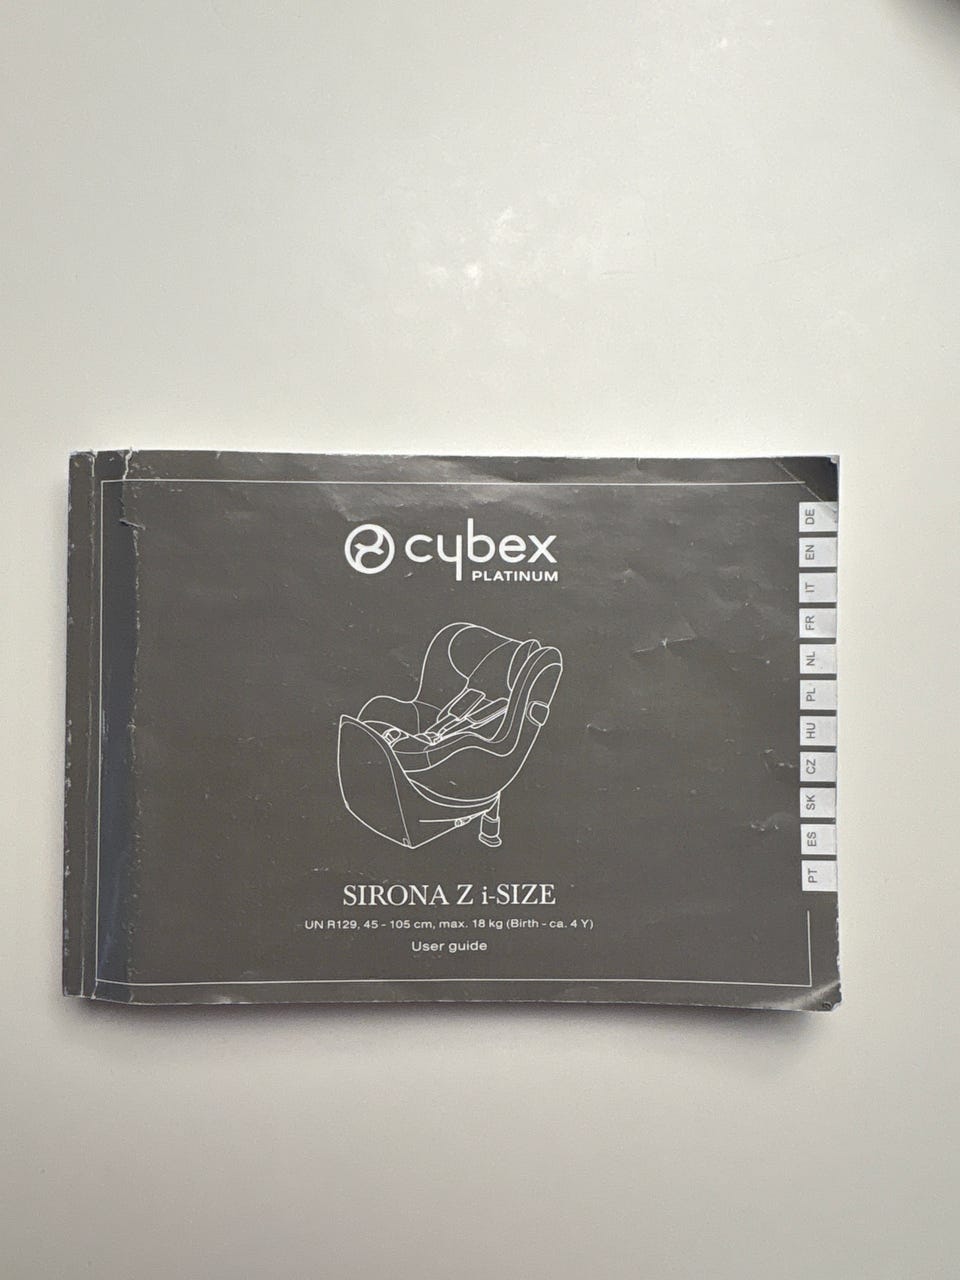 cybex
PLATINUM
SIRONA Z i-SIZE
UN R129, 45 - 105 cm, max. 18 kg (Birth - ca. 4 Y)
User guide
DE
EN
IT
FR
NL
PL
HU
CZ
SK
ES
PT